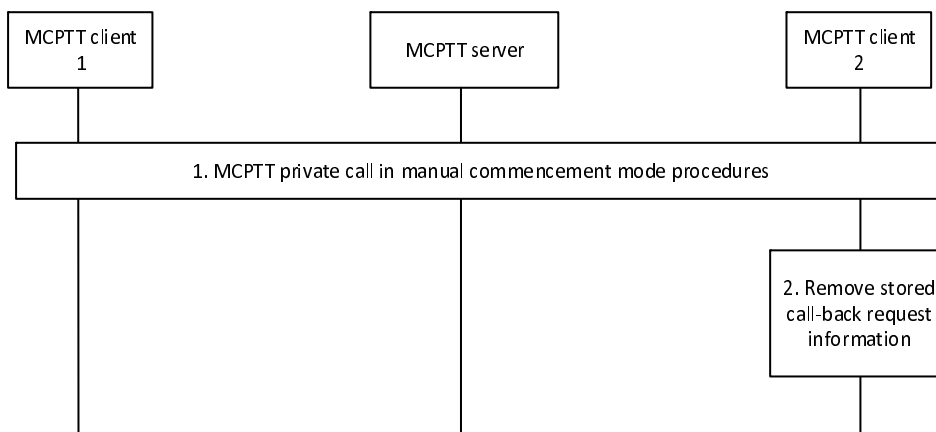 MCPTT client
1
MCPTT server
MCPTT client
2
1. MCPTT private call in manual commencement mode procedures
2. Remove stored
call-back request
information